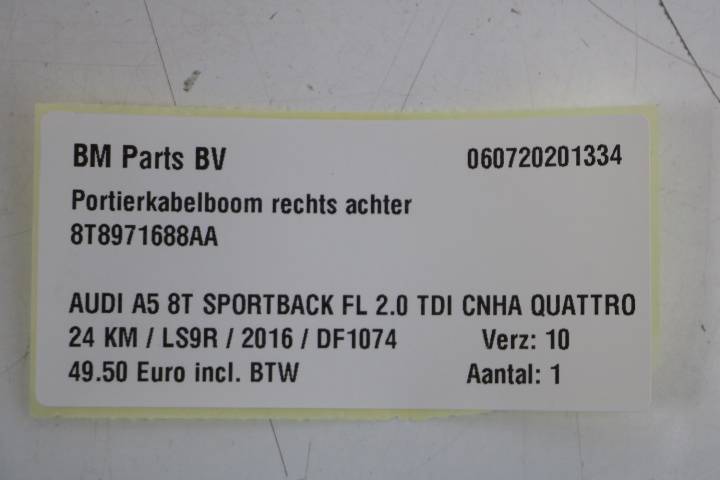 BM Parts BV 060720201334
Portierkabelboom rechts achter
8T8971688AA
AUDI A5 8T SPORTBACK FL 2.0 TDI CNHA QUATTRO
24 KM / LS9R / 2016 / DF1074 Verz: 10
49.50 Euro incl. BTW Aantal: 1